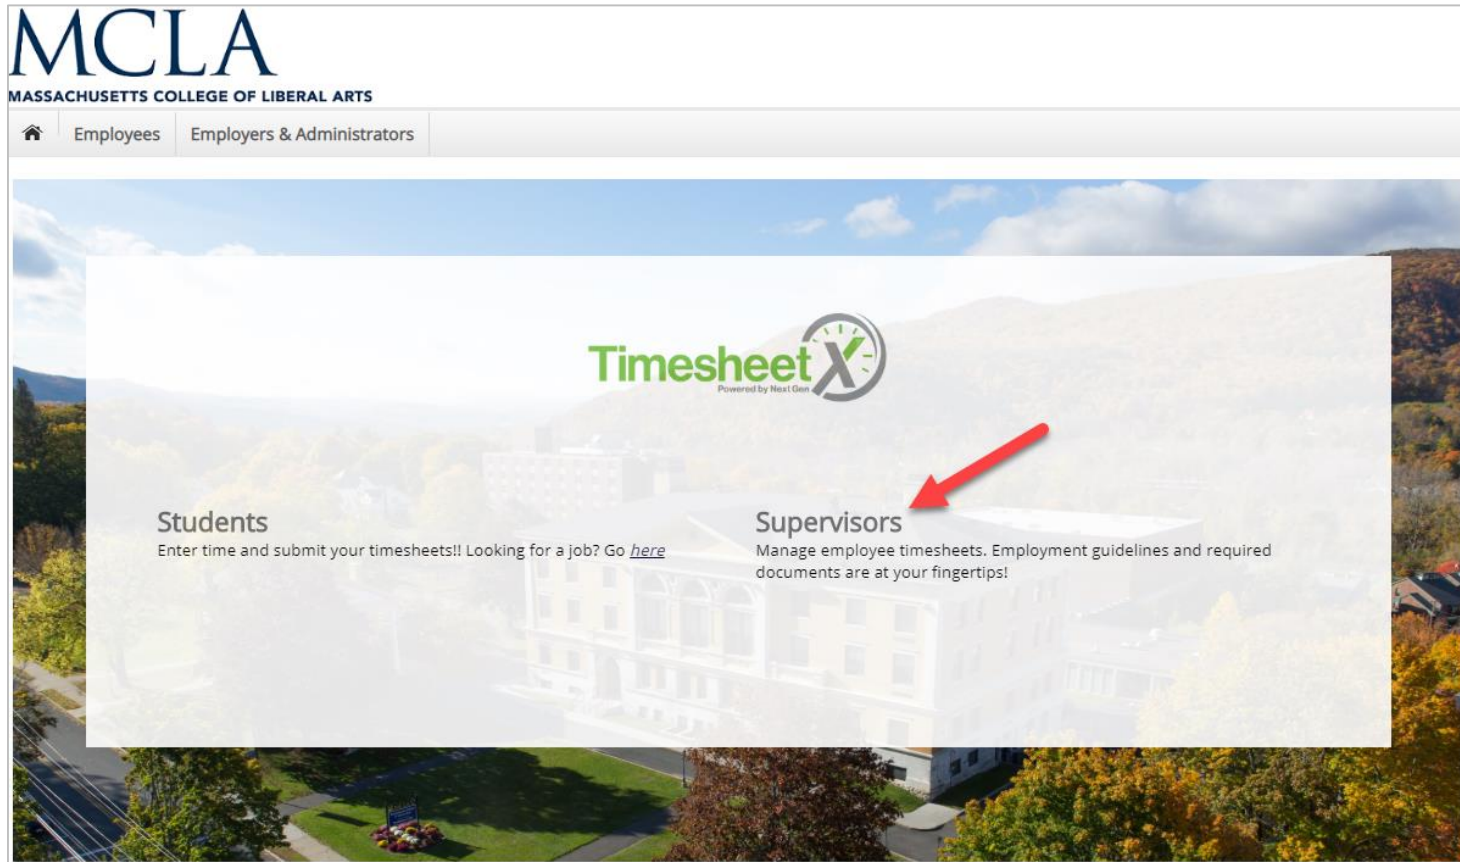 MCLA
MASSACHUSETTS COLLEGE OF LIBERAL ARTS
Employees Employers & Administrators
Timesheet X
Powered by Next Gen
Students
Enter time and submit your timesheets!! Looking for a job? Go here
Supervisors
Manage employee timesheets. Employment guidelines and required
documents are at your fingertips!